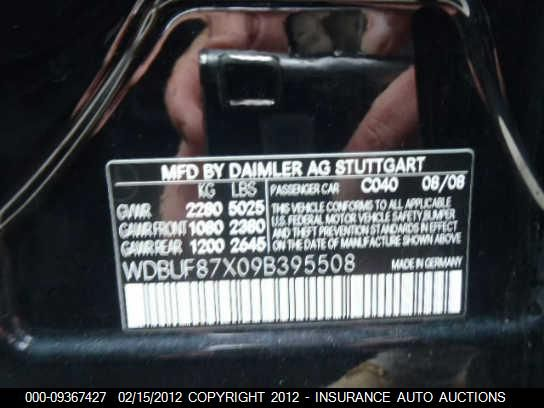 MFD BY DAIMLER AG STUTTGART
KG LBS PASSENGER CAR C040 08/08
GVWR 2280 5025 THIS VEHICLE CONFORMS TO ALL APPLICABLE
GAWR FRONT 1080 2380 U.S. FEDERAL MOTOR VEHICLE SAFETY, BUMPER
AND THEFT PREVENTION STANDARDS IN EFFECT
GAWR REAR 1200 2645 ON THE DATE OF MANUFACTURE SHOWN ABOVE.
WDBUF87X09B395508 MADE IN GERMANY
000-09367427 02/15/2012 COPYRIGHT 2012 - INSURANCE AUTO AUCTIONS